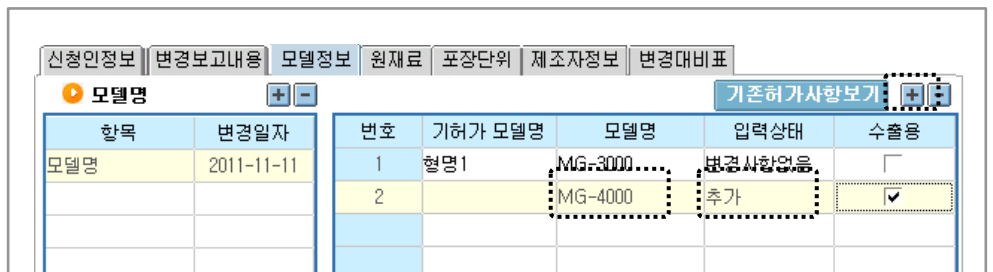 신청인정보 변경보고내용 모델정보 원재료 포장단위 제조자정보 변경대비표
모델명 + - 기존허가사항보기 +
항목 변경일자 번호 기허가 모델명 모델명 입력상태 수출용
모델명 2011-11-11 1 형명1 MG-3000 변경사항없음
2 MG-4000 추가